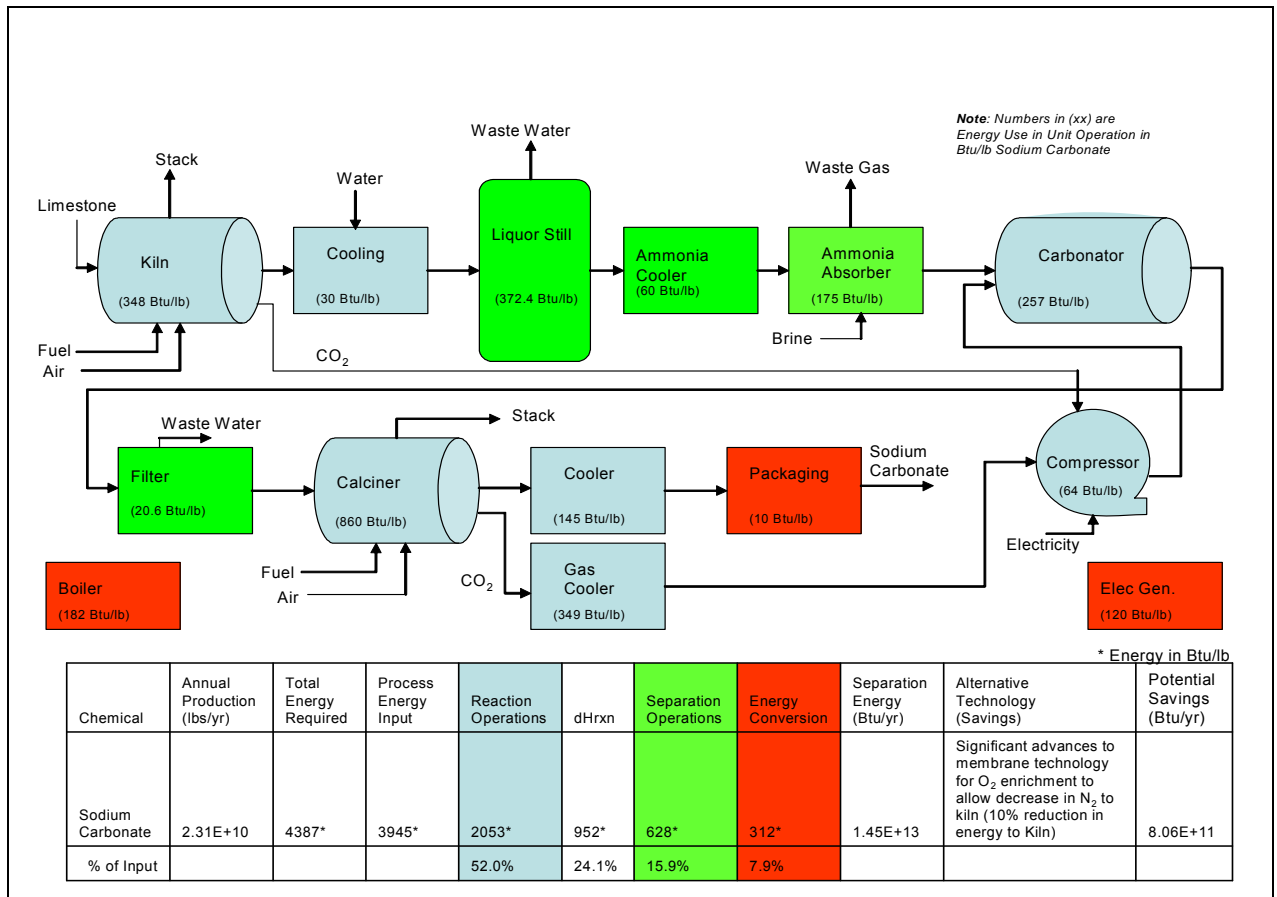 Note: Numbers in (xx) are
Energy Use in Unit Operation in
Btu/lb Sodium Carbonate
Waste Water
Stack
Water
Waste Gas
Limestone
Kiln
(348 Btu/lb)
Cooling
(30 Btu/lb)
Liquor Still
(372.4 Btu/lb)
Ammonia
Cooler
(60 Btu/lb)
Ammonia
Absorber
(175 Btu/lb)
Carbonator
(257 Btu/lb)
Fuel
Air
CO2
Brine
Waste Water
Stack
Filter
(20.6 Btu/lb)
Calciner
(860 Btu/lb)
Cooler
(145 Btu/lb)
Packaging
(10 Btu/lb)
Sodium
Carbonate
Compressor
(64 Btu/lb)
Electricity
Fuel
Air
CO2
Gas
Cooler
(349 Btu/lb)
Boiler
(182 Btu/lb)
Elec Gen.
(120 Btu/lb)
* Energy in Btu/lb
Chemical
Annual
Production
(lbs/yr)
Total
Energy
Required
Process
Energy
Input
Reaction
Operations
dHrxn
Separation
Operations
Energy
Conversion
Separation
Energy
(Btu/yr)
Alternative
Technology
(Savings)
Potential
Savings
(Btu/yr)
Sodium
Carbonate
2.31E+10
4387*
3945*
2053*
952*
628*
312*
1.45E+13
Significant advances to
membrane technology
for O2 enrichment to
allow decrease in N2 to
kiln (10% reduction in
energy to Kiln)
8.06E+11
% of Input
52.0%
24.1%
15.9%
7.9%